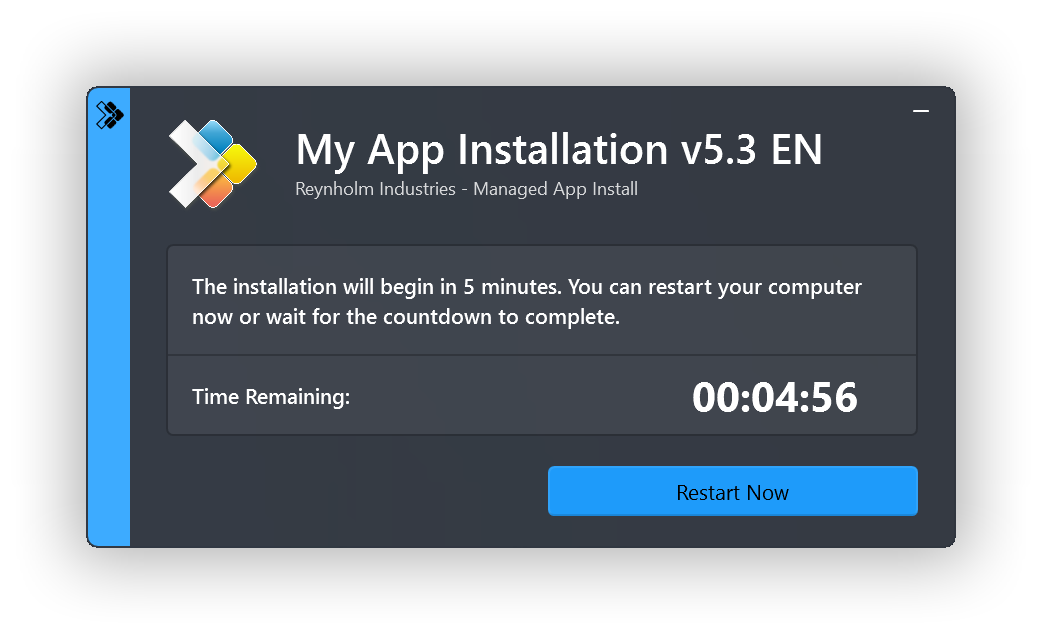 My App Installation v5.3 EN
Reynholm Industries - Managed App Install
The installation will begin in 5 minutes. You can restart your computer
now or wait for the countdown to complete.
Time Remaining:
00:04:56
Restart Now